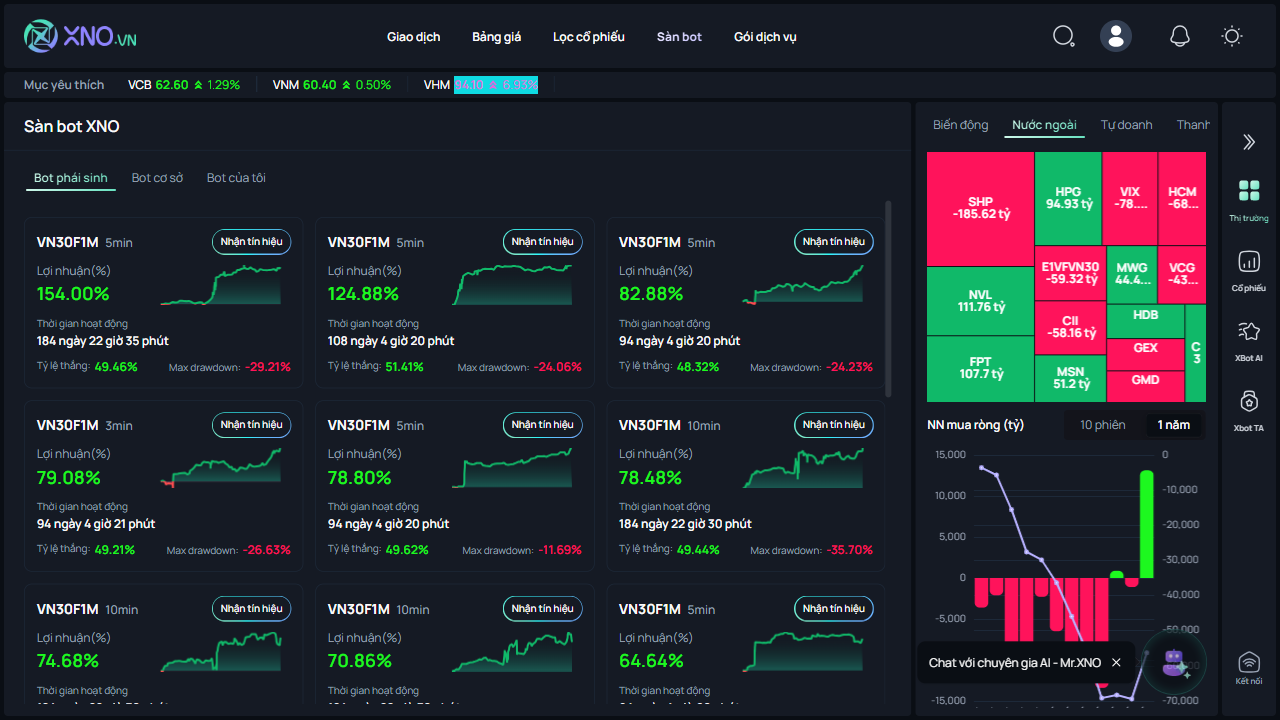 XNO.VN
Giao dịch
Bảng giá
Lọc cổ phiếu
Sàn bot
Gói dịch vụ
Mục yêu thích
VCB 62.60 1.29%
VNM 60.40 0.50%
VHM 94.10 6.93%
Sàn bot XNO
Bot phái sinh
Bot cơ sở
Bot của tôi
VN30F1M 5min
Nhận tín hiệu
Lợi nhuận(%)
154.00%
Thời gian hoạt động
184 ngày 22 giờ 35 phút
Tỷ lệ thắng: 49.46%
Max drawdown: -29.21%
VN30F1M 5min
Nhận tín hiệu
Lợi nhuận(%)
124.88%
Thời gian hoạt động
108 ngày 4 giờ 20 phút
Tỷ lệ thắng: 51.41%
Max drawdown: -24.06%
VN30F1M 5min
Nhận tín hiệu
Lợi nhuận(%)
82.88%
Thời gian hoạt động
94 ngày 4 giờ 20 phút
Tỷ lệ thắng: 48.32%
Max drawdown: -24.23%
VN30F1M 3min
Nhận tín hiệu
Lợi nhuận(%)
79.08%
Thời gian hoạt động
94 ngày 4 giờ 21 phút
Tỷ lệ thắng: 49.21%
Max drawdown: -26.63%
VN30F1M 5min
Nhận tín hiệu
Lợi nhuận(%)
78.80%
Thời gian hoạt động
94 ngày 4 giờ 20 phút
Tỷ lệ thắng: 49.62%
Max drawdown: -11.69%
VN30F1M 10min
Nhận tín hiệu
Lợi nhuận(%)
78.48%
Thời gian hoạt động
184 ngày 22 giờ 30 phút
Tỷ lệ thắng: 49.44%
Max drawdown: -35.70%
VN30F1M 10min
Nhận tín hiệu
Lợi nhuận(%)
74.68%
Thời gian hoạt động
VN30F1M 10min
Nhận tín hiệu
Lợi nhuận(%)
70.86%
Thời gian hoạt động
VN30F1M 5min
Nhận tín hiệu
Lợi nhuận(%)
64.64%
Thời gian hoạt động
Biến động
Nước ngoài
Tự doanh
Thanh
SHP
-185.62 tỷ
HPG
94.93 tỷ
VIX
-78....
HCM
-68...
NVL
111.76 tỷ
E1VFVN30
-59.32 tỷ
MWG
44.4...
VCG
-43...
CII
-58.16 tỷ
HDB
C
3
FPT
107.7 tỷ
MSN
51.2 tỷ
GEX
GMD
NN mua ròng (tỷ)
10 phiên
1 năm
15,000
10,000
5,000
0
-5,000
-15,000
0
-10,000
-20,000
-30,000
-40,000
-50,000
-70,000
Chat với chuyên gia AI - Mr.XNO
Thị trường
Cổ phiếu
XBot AI
Xbot TA
Kết nối